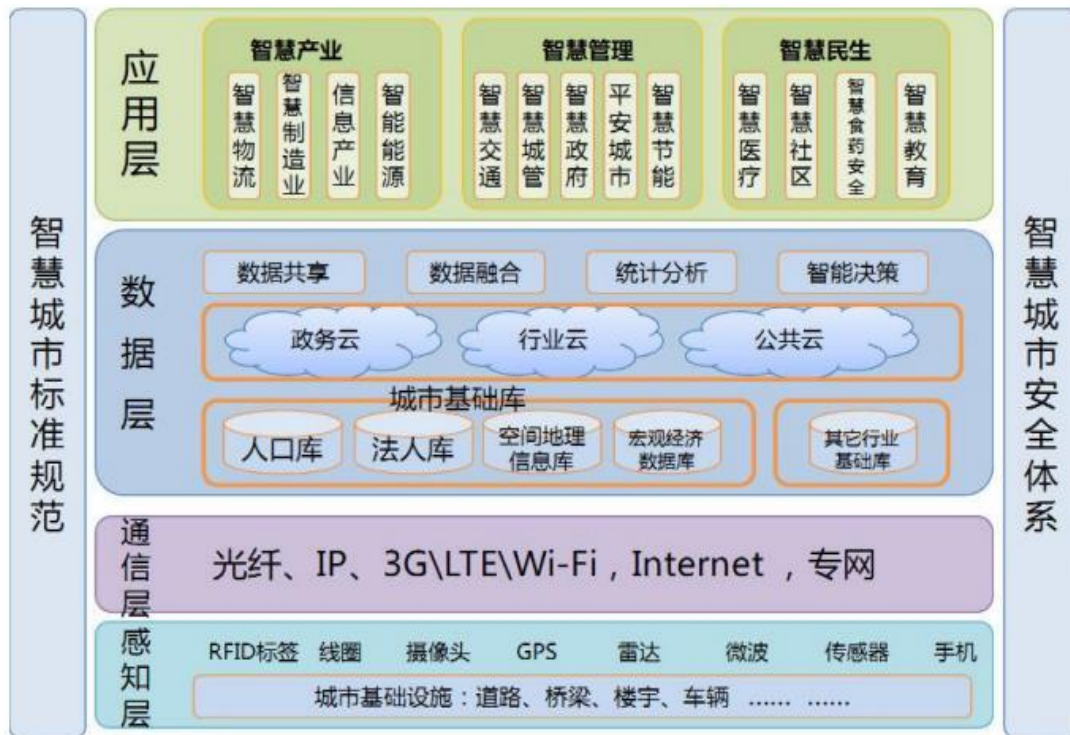 智慧城市标准规范
应用层
智慧产业
智慧物流
智慧制造业
信息产业
智能能源
智慧管理
智慧交通
智慧城管
智慧政府
平安城市
智慧节能
智慧民生
智慧医疗
智慧社区
智慧食药安全
智慧教育
数据层
数据共享
数据融合
统计分析
智能决策
政务云
行业云
公共云
城市基础库
人口库
法人库
空间地理
信息库
宏观经济
数据库
其它行业
基础库
通信层
光纤、IP、3G\LTE\Wi-Fi，Internet ，专网
感知层
RFID标签
线圈
摄像头
GPS
雷达
微波
传感器
手机
城市基础设施：道路、桥梁、楼宇、车辆 …… ……
智慧城市安全体系